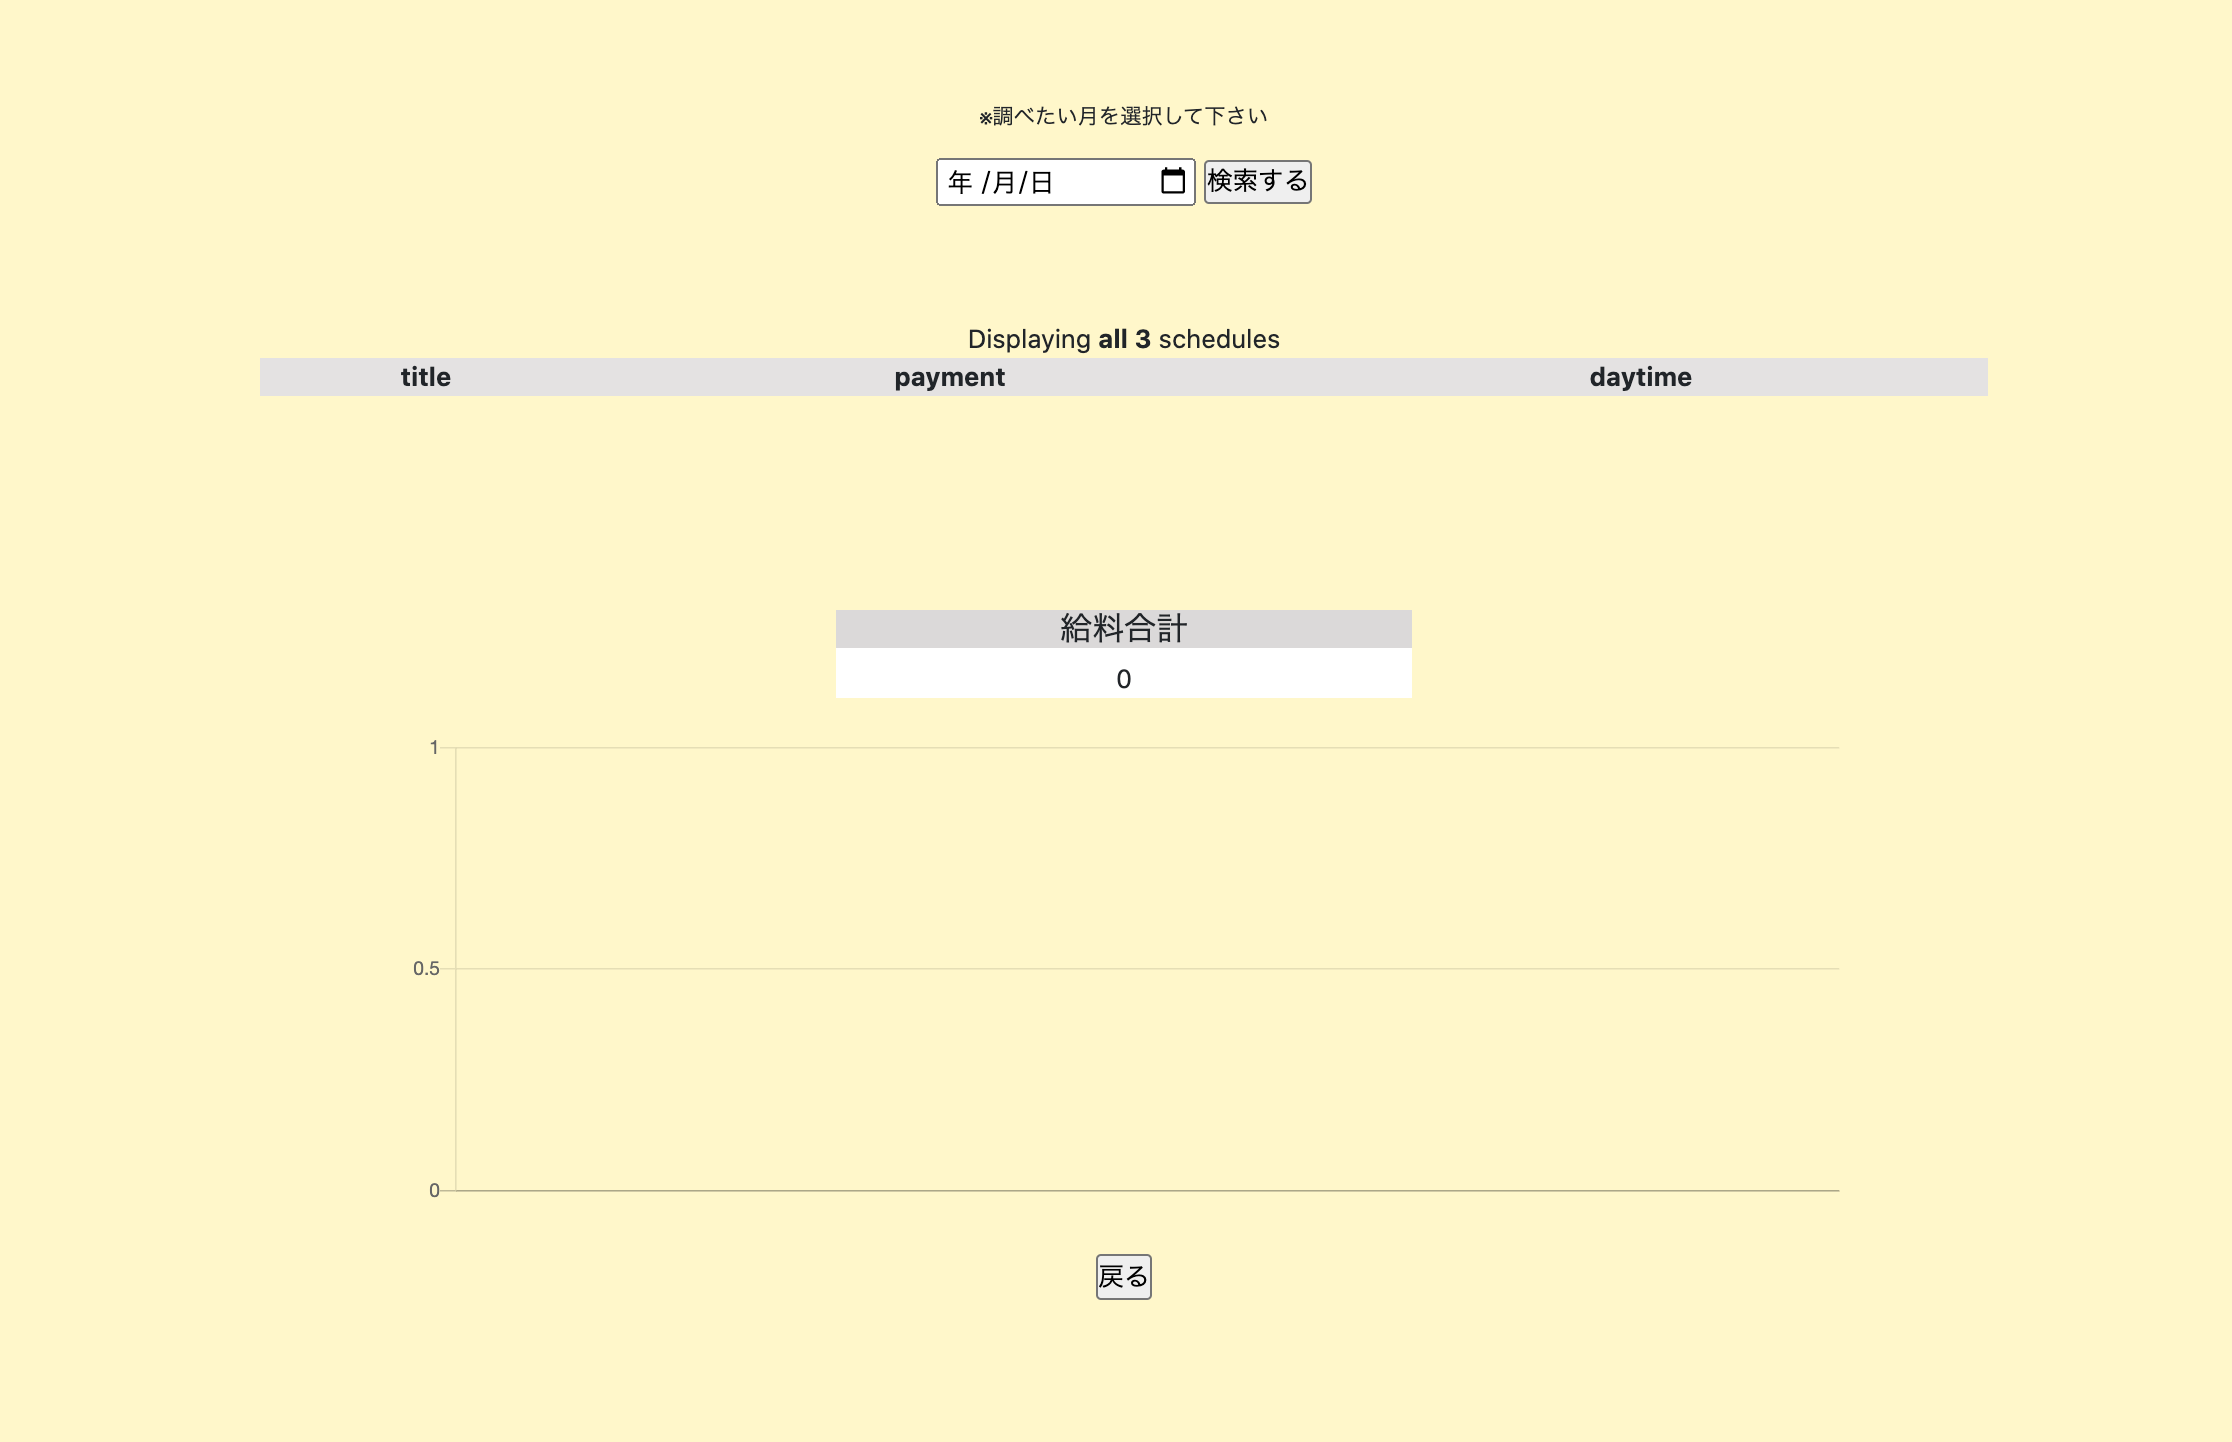 ※調べたい月を選択して下さい
年 /月/日 検索する
Displaying all 3 schedules
title payment daytime
給料合計
0
1
0.5
0
戻る